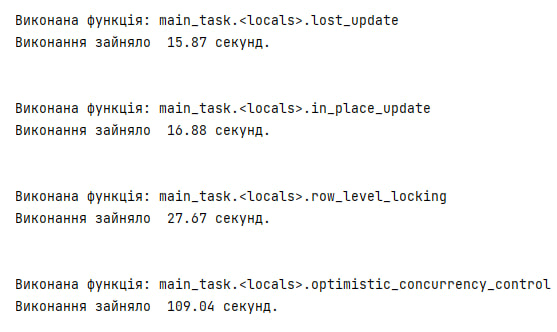 Виконана функція: main_task.<locals>.lost_update
Виконання зайняло  15.87 секунд.
Виконана функція: main_task.<locals>.in_place_update
Виконання зайняло  16.88 секунд.
Виконана функція: main_task.<locals>.row_level_locking
Виконання зайняло  27.67 секунд.
Виконана функція: main_task.<locals>.optimistic_concurrency_control
Виконання зайняло  109.04 секунд.